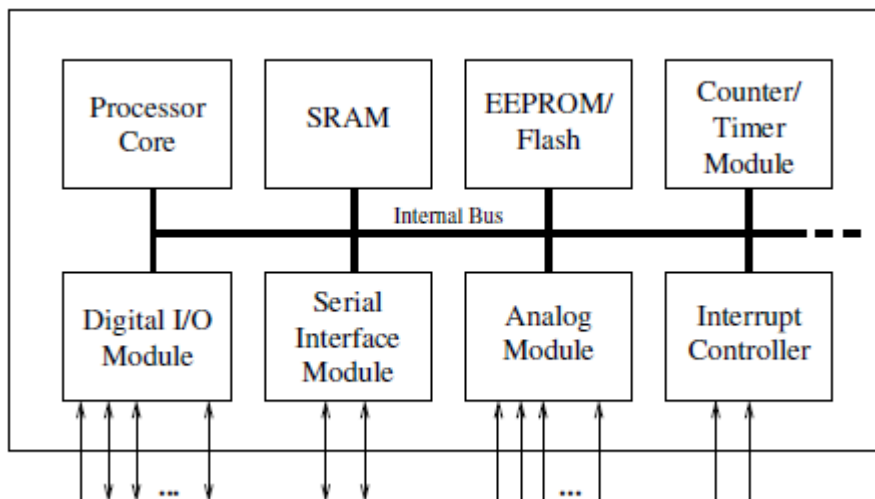 Processor
Core
SRAM
EEPROM/
Flash
Counter/
Timer
Module
Internal Bus
Digital I/O
Module
Serial
Interface
Module
Analog
Module
Interrupt
Controller
...
...